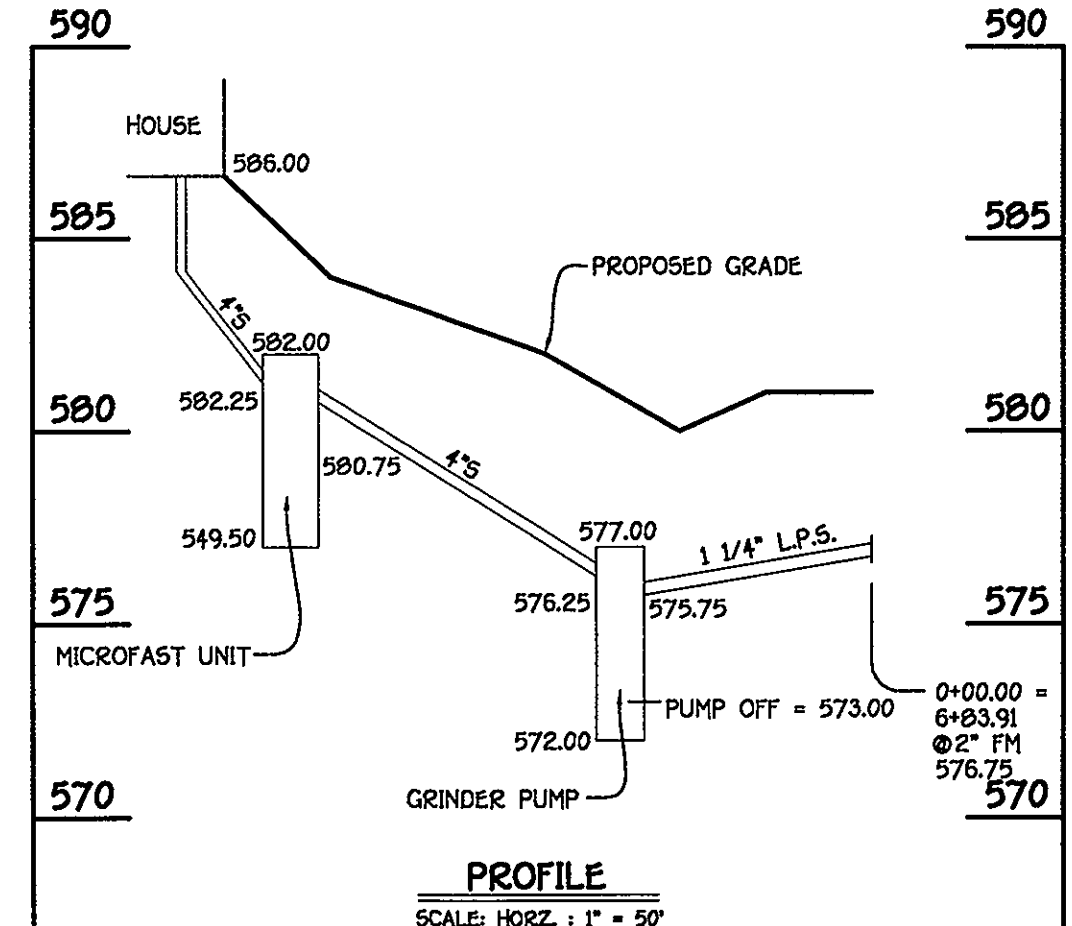 590
590
HOUSE
586.00
585
585
PROPOSED GRADE
4"S
582.00
582.25
580
580
4"S
580.75
549.50
577.00
1 1/4" L.P.S.
576.25
575.75
575
575
MICROFAST UNIT
0+00.00 =
6+83.91
@2" FM
576.75
PUMP OFF = 573.00
572.00
GRINDER PUMP
570
570
PROFILE
SCALE: HORZ. : 1" = 50'